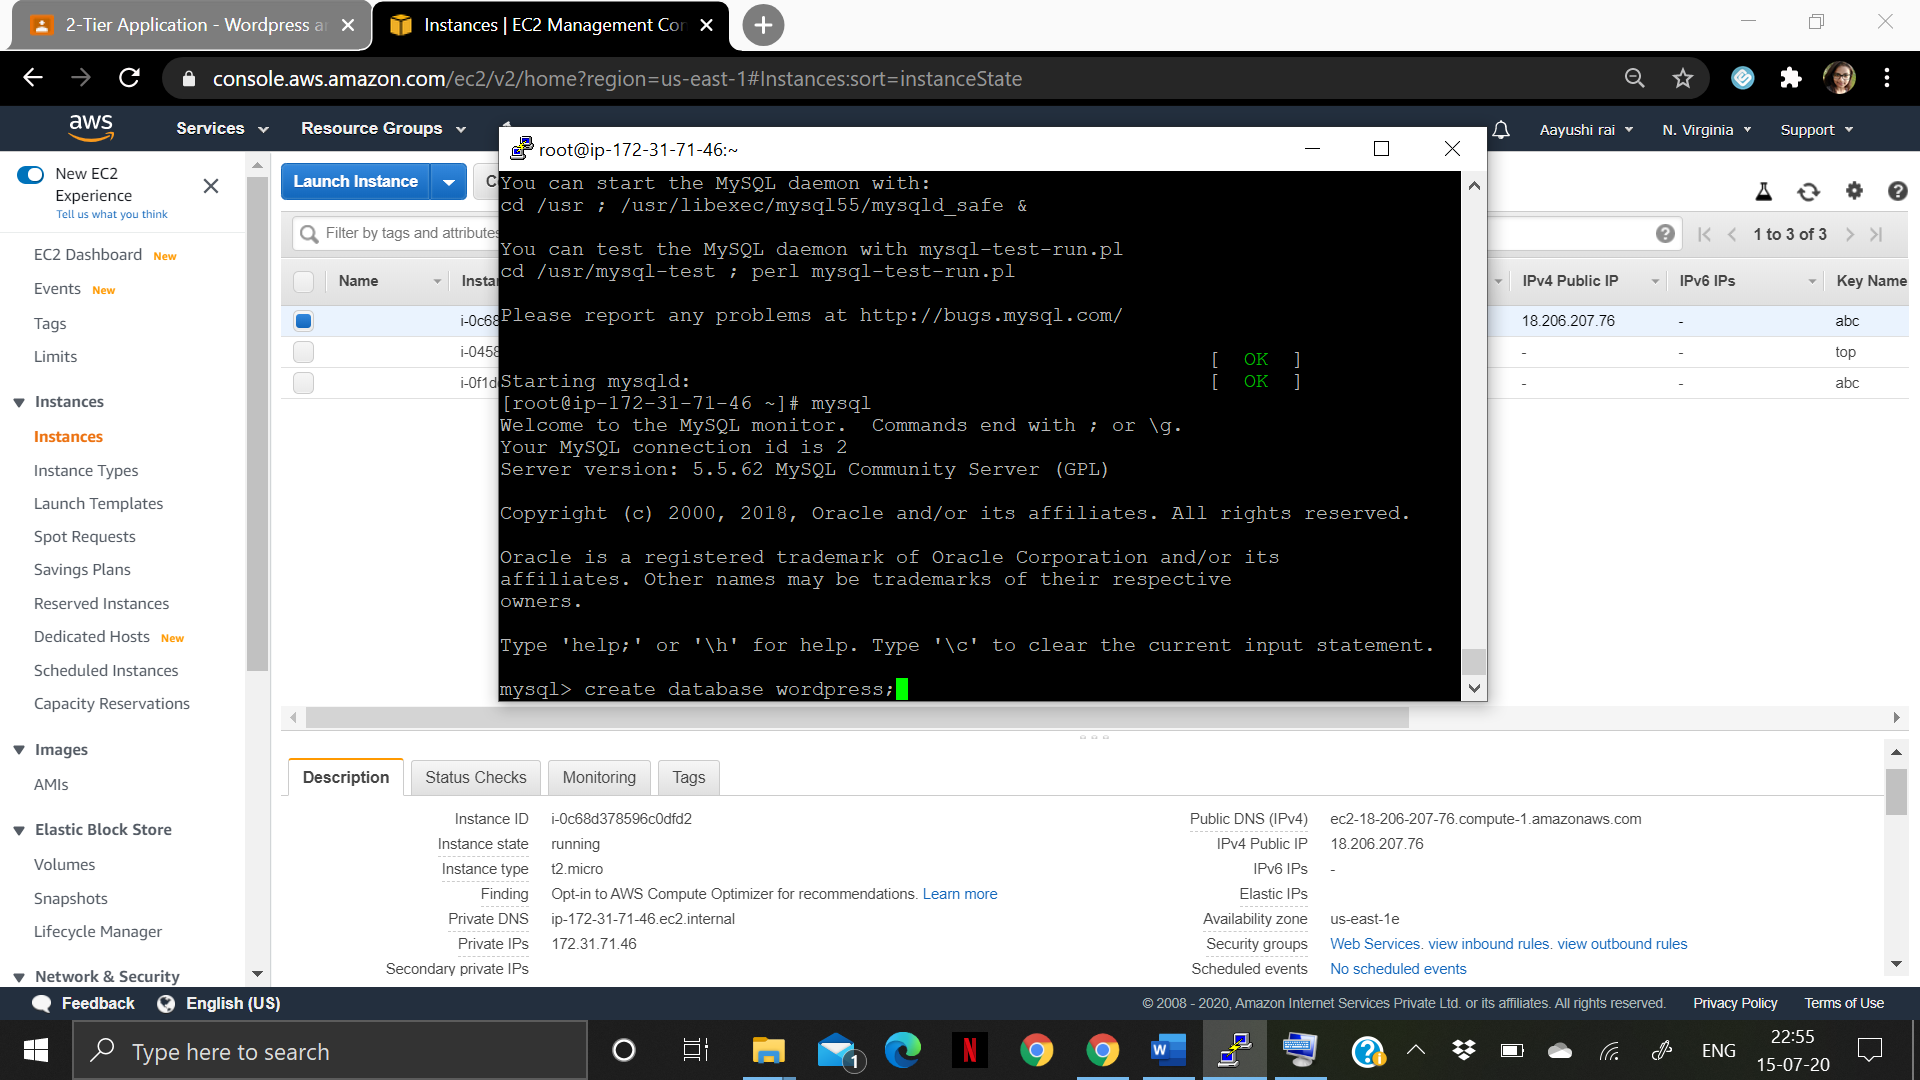 2-Tier Application - Wordpress a
Instances | EC2 Management Con
console.aws.amazon.com/ec2/v2/home?region=us-east-1#Instances:sort=instanceState
aws
Services
Resource Groups
Aayushi rai
N. Virginia
Support
New EC2
Experience
Tell us what you think
EC2 Dashboard New
Events New
Tags
Limits
Instances
Instances
Instance Types
Launch Templates
Spot Requests
Savings Plans
Reserved Instances
Dedicated Hosts New
Scheduled Instances
Capacity Reservations
Images
AMIs
Elastic Block Store
Volumes
Snapshots
Lifecycle Manager
Network & Security
Launch Instance
C
Filter by tags and attributes
1 to 3 of 3
Name
Insta
IPv4 Public IP
IPv6 IPs
Key Name
i-0c68
18.206.207.76
-
abc
i-0458
-
-
top
i-0f1d
-
-
abc
root@ip-172-31-71-46:~
You can start the MySQL daemon with:
cd /usr ; /usr/libexec/mysql55/mysqld_safe &
You can test the MySQL daemon with mysql-test-run.pl
cd /usr/mysql-test ; perl mysql-test-run.pl
Please report any problems at http://bugs.mysql.com/
[ OK ]
Starting mysqld: [ OK ]
[root@ip-172-31-71-46 ~]# mysql
Welcome to the MySQL monitor.  Commands end with ; or \g.
Your MySQL connection id is 2
Server version: 5.5.62 MySQL Community Server (GPL)
Copyright (c) 2000, 2018, Oracle and/or its affiliates. All rights reserved.
Oracle is a registered trademark of Oracle Corporation and/or its
affiliates. Other names may be trademarks of their respective
owners.
Type 'help;' or '\h' for help. Type '\c' to clear the current input statement.
mysql> create database wordpress;
Description
Status Checks
Monitoring
Tags
Instance ID i-0c68d378596c0dfd2
Instance state running
Instance type t2.micro
Finding Opt-in to AWS Compute Optimizer for recommendations. Learn more
Private DNS ip-172-31-71-46.ec2.internal
Private IPs 172.31.71.46
Secondary private IPs
Public DNS (IPv4) ec2-18-206-207-76.compute-1.amazonaws.com
IPv4 Public IP 18.206.207.76
IPv6 IPs -
Elastic IPs
Availability zone us-east-1e
Security groups Web Services. view inbound rules. view outbound rules
Scheduled events No scheduled events
Feedback
English (US)
© 2008 - 2020, Amazon Internet Services Private Ltd. or its affiliates. All rights reserved.
Privacy Policy
Terms of Use
Type here to search
1
N
W
ENG
22:55
15-07-20